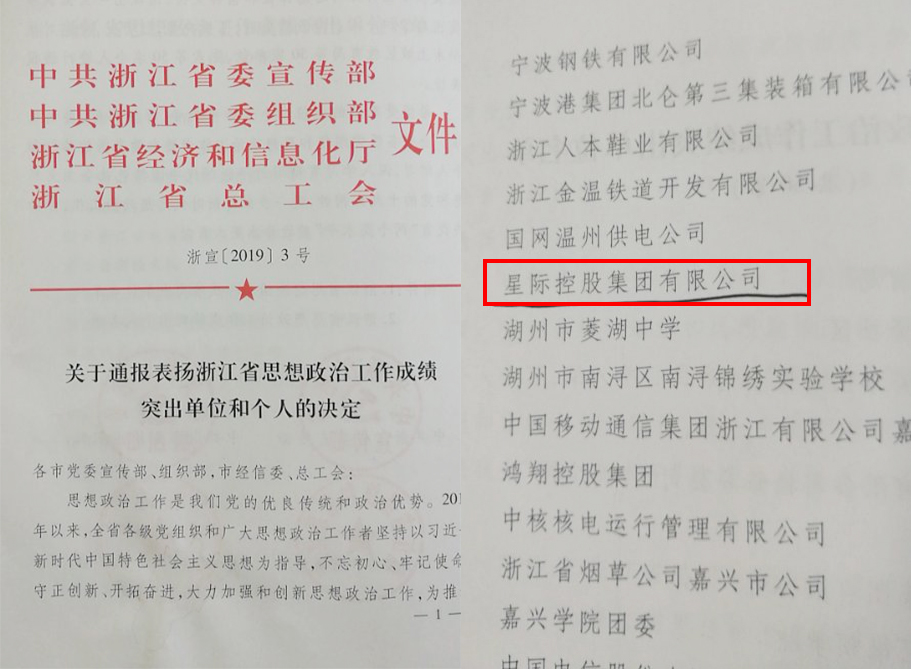 中共浙江省委宣传部
中共浙江省委组织部
浙江省经济和信息化厅
浙江省总工会
文件
浙宣〔2019〕3号
关于通报表扬浙江省思想政治工作成绩
突出单位和个人的决定
各市党委宣传部、组织部,市经信委、总工会:
思想政治工作是我们党的优良传统和政治优势。201
年以来,全省各级党组织和广大思想政治工作者坚持以习近
新时代中国特色社会主义思想为指导,不忘初心、牢记使命
守正创新、开拓奋进,大力加强和创新思想政治工作,为推
— 1 —
宁波钢铁有限公司
宁波港集团北仑第三集装箱有限公
浙江人本鞋业有限公司
浙江金温铁道开发有限公司
国网温州供电公司
星际控股集团有限公司
湖州市菱湖中学
湖州市南浔区南浔锦绣实验学校
中国移动通信集团浙江有限公司嘉
鸿翔控股集团
中核核电运行管理有限公司
浙江省烟草公司嘉兴市公司
嘉兴学院团委
中国电信股份